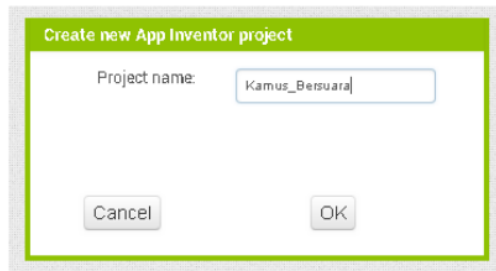 Create new App Inventor project
Project name:
Kamus_Bersuara
Cancel
OK